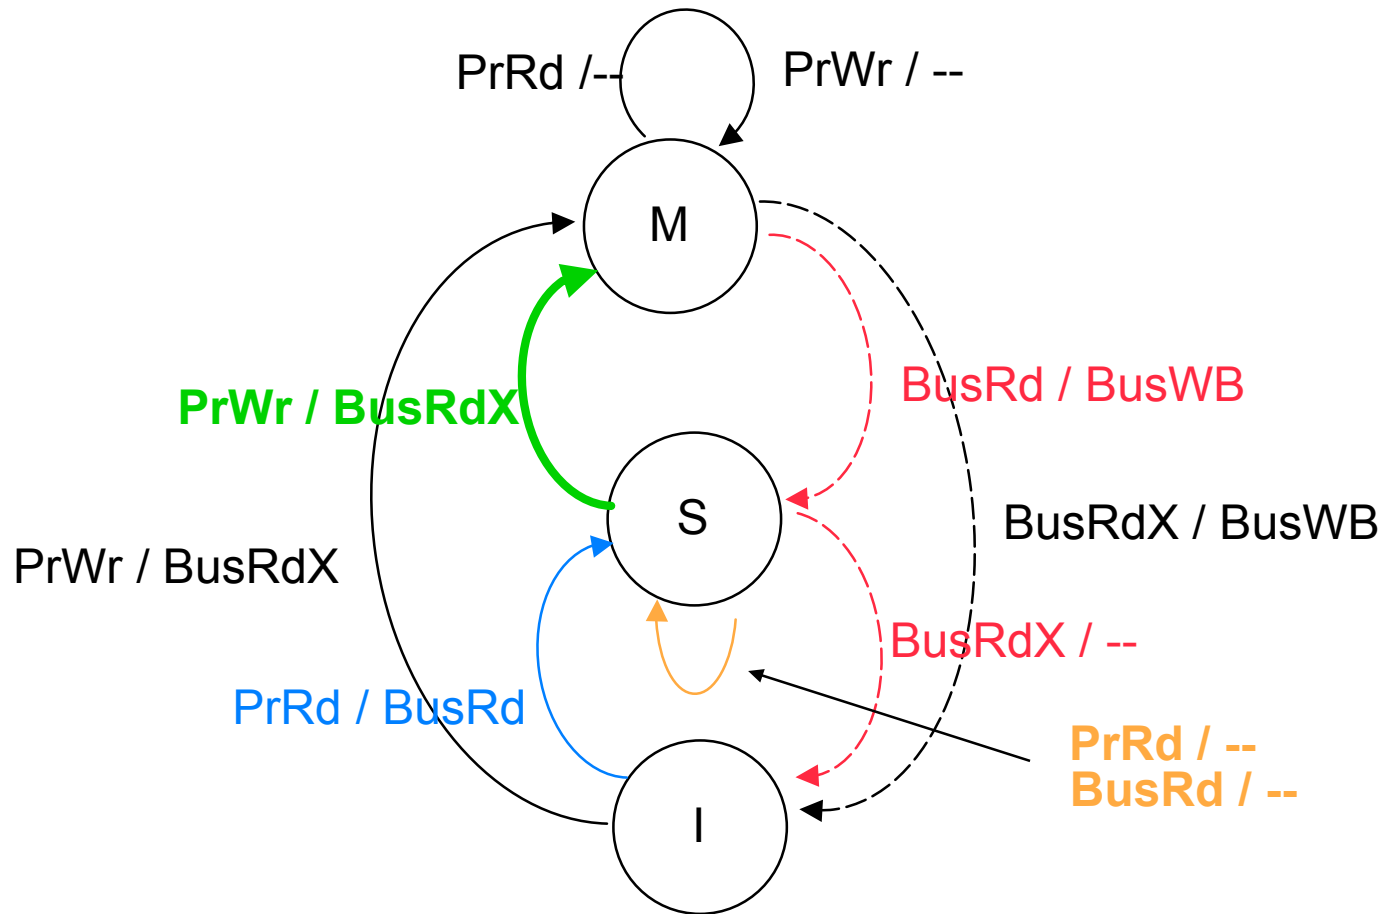 PrRd /--
PrWr / --
M
BusRd / BusWB
PrWr / BusRdX
S
BusRdX / BusWB
PrWr / BusRdX
BusRdX / --
PrRd / BusRd
PrRd / --
BusRd / --
I